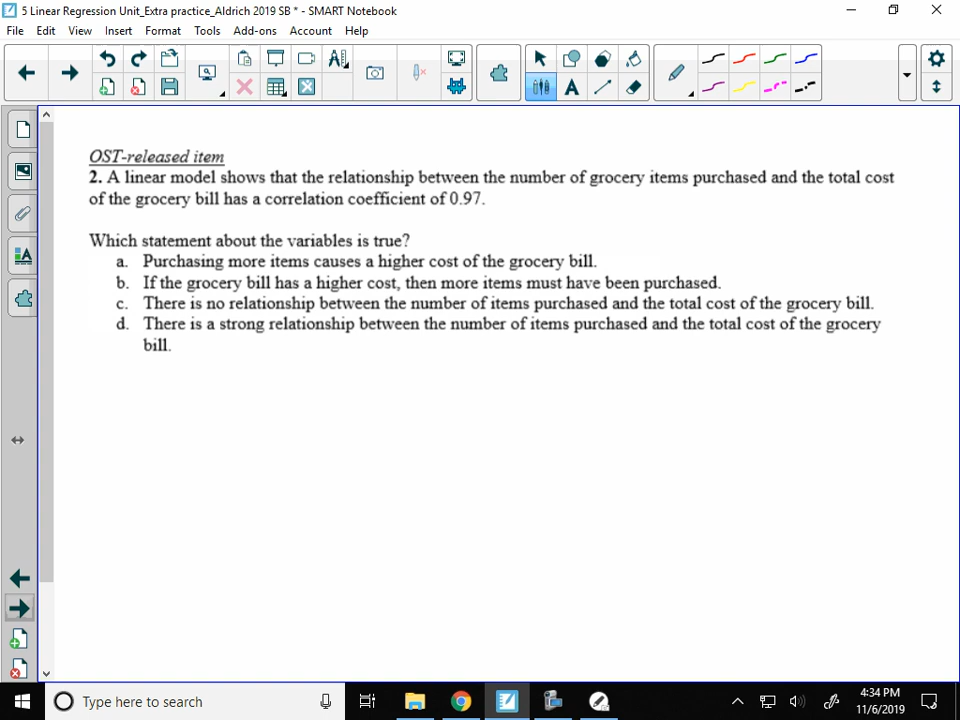 5 Linear Regression Unit_Extra practice_Aldrich 2019 SB * - SMART Notebook
File Edit View Insert Format Tools Add-ons Account Help
OST-released item
2. A linear model shows that the relationship between the number of grocery items purchased and the total cost
of the grocery bill has a correlation coefficient of 0.97.
Which statement about the variables is true?
a. Purchasing more items causes a higher cost of the grocery bill.
b. If the grocery bill has a higher cost, then more items must have been purchased.
c. There is no relationship between the number of items purchased and the total cost of the grocery bill.
d. There is a strong relationship between the number of items purchased and the total cost of the grocery
bill.
Type here to search
4:34 PM
11/6/2019